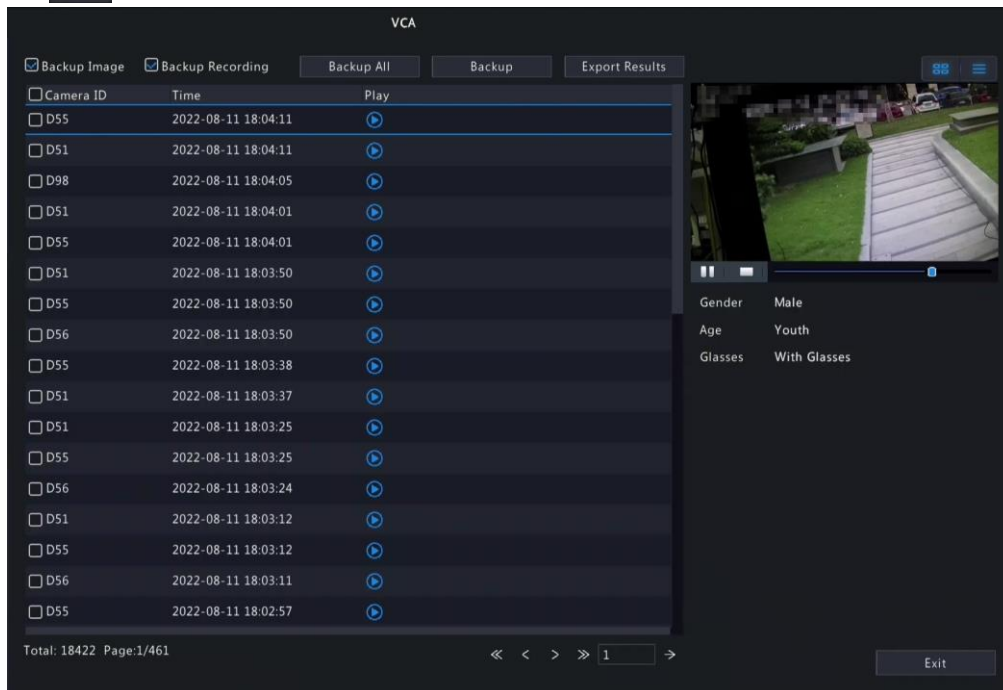 VCA
Backup Image Backup Recording Backup All Backup Export Results
Camera ID Time Play
D55 2022-08-11 18:04:11
D51 2022-08-11 18:04:11
D98 2022-08-11 18:04:05
D51 2022-08-11 18:04:01
D55 2022-08-11 18:04:01
D51 2022-08-11 18:03:50
D55 2022-08-11 18:03:50
D56 2022-08-11 18:03:50
D55 2022-08-11 18:03:38
D51 2022-08-11 18:03:37
D51 2022-08-11 18:03:25
D55 2022-08-11 18:03:25
D56 2022-08-11 18:03:24
D51 2022-08-11 18:03:12
D55 2022-08-11 18:03:12
D56 2022-08-11 18:03:11
D55 2022-08-11 18:02:57
Gender Male
Age Youth
Glasses With Glasses
Total: 18422 Page:1/461
1
Exit